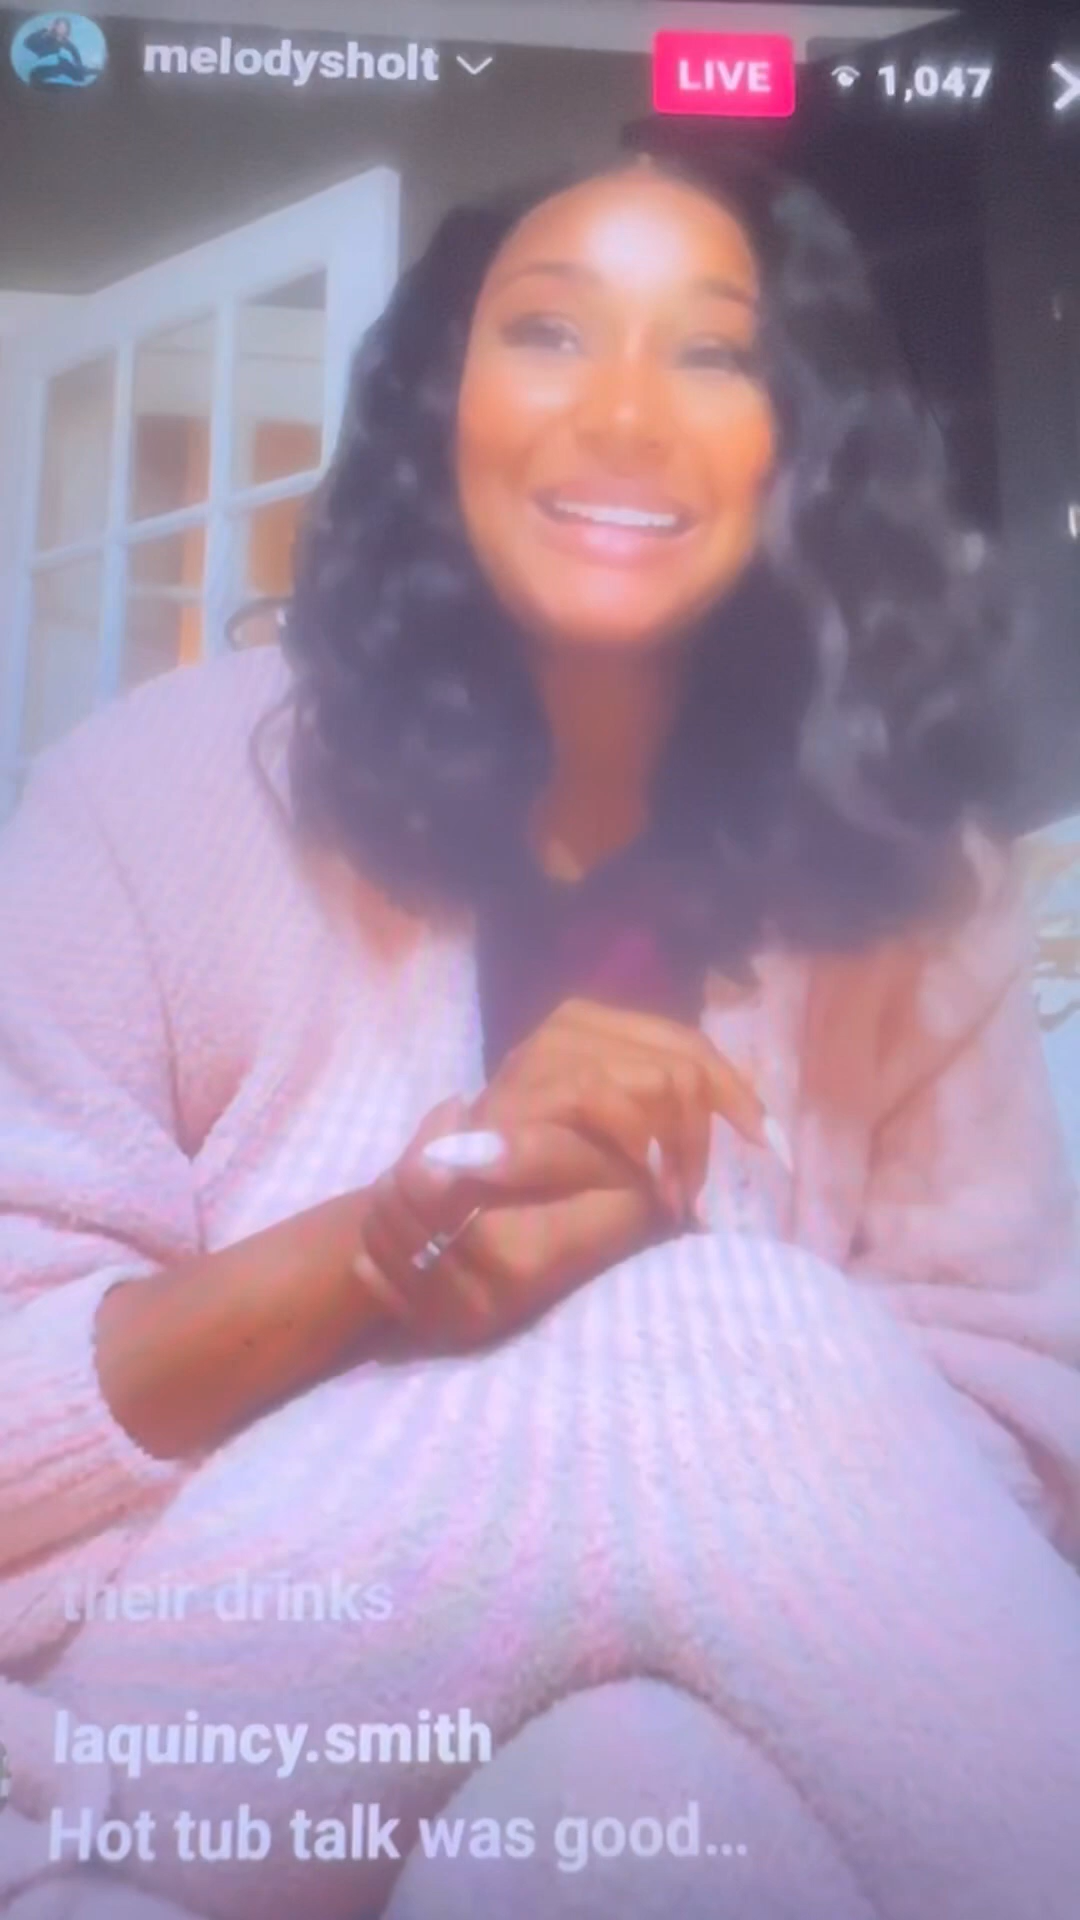 melodysholt
LIVE
1,047
their drinks
laquincy.smith
Hot tub talk was good...